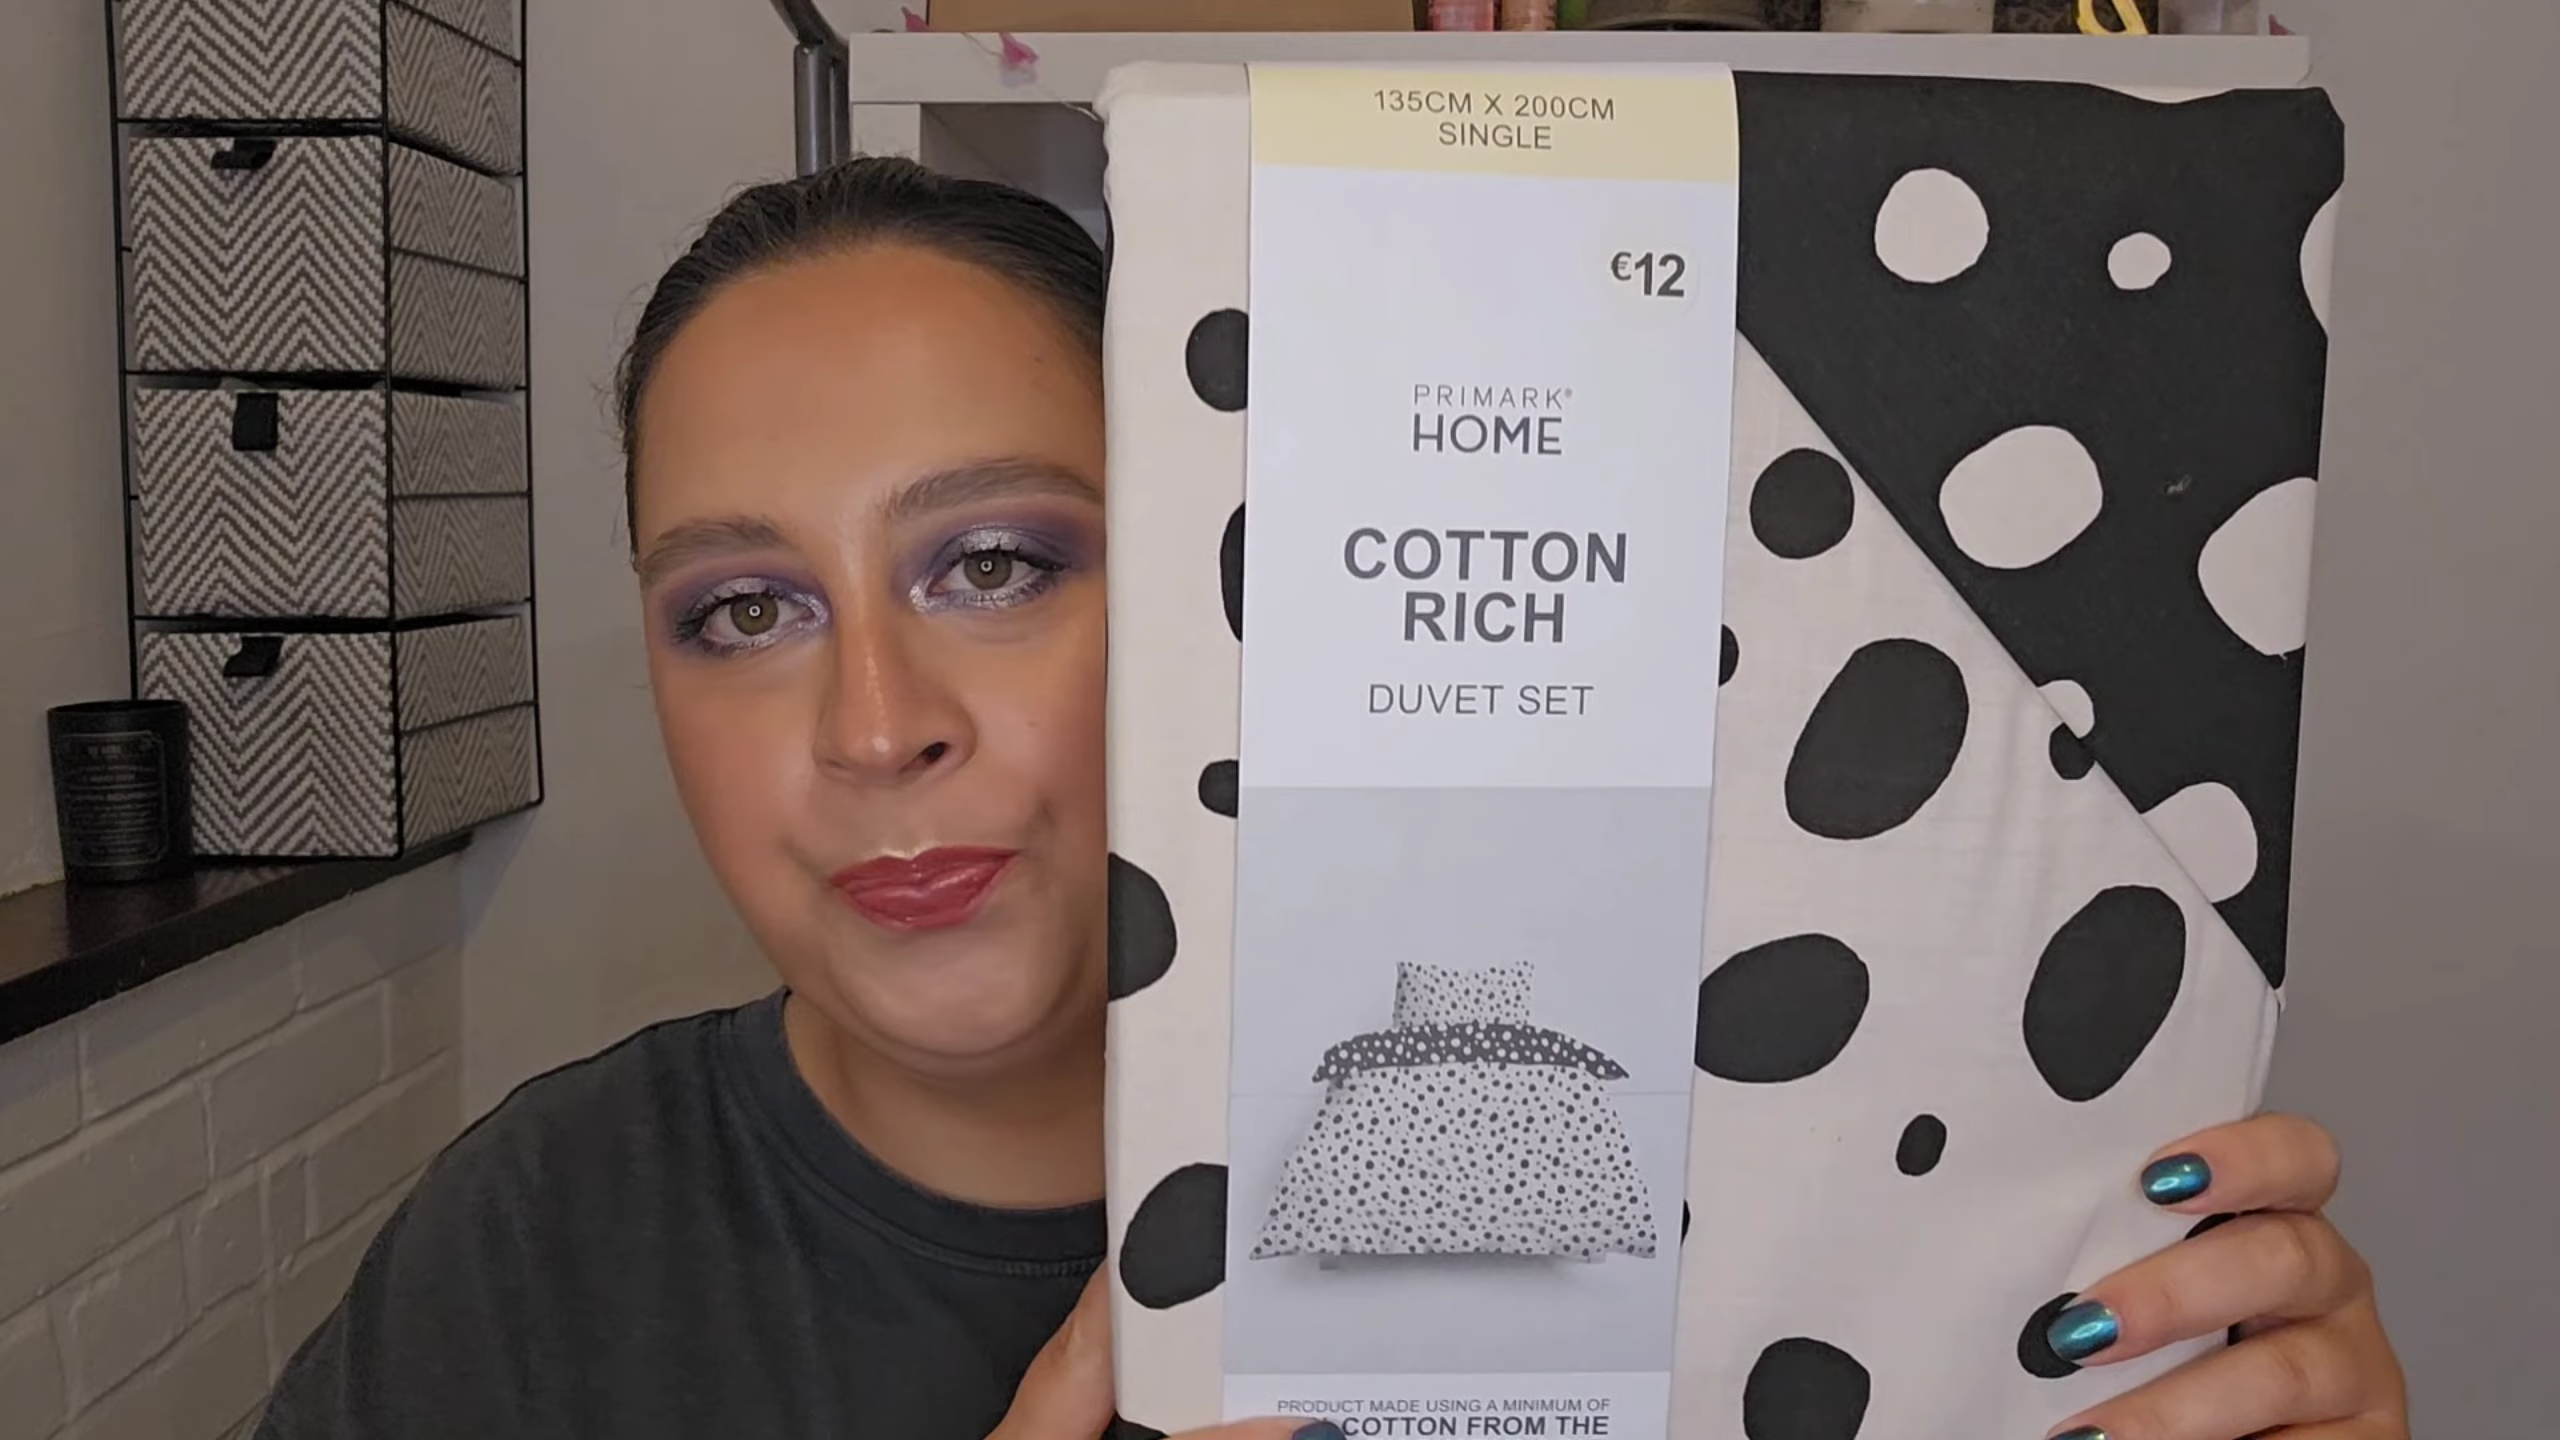 135CM X 200CM
SINGLE
€12
PRIMARK®
HOME
COTTON
RICH
DUVET SET
PRODUCT MADE USING A MINIMUM OF
COTTON FROM THE